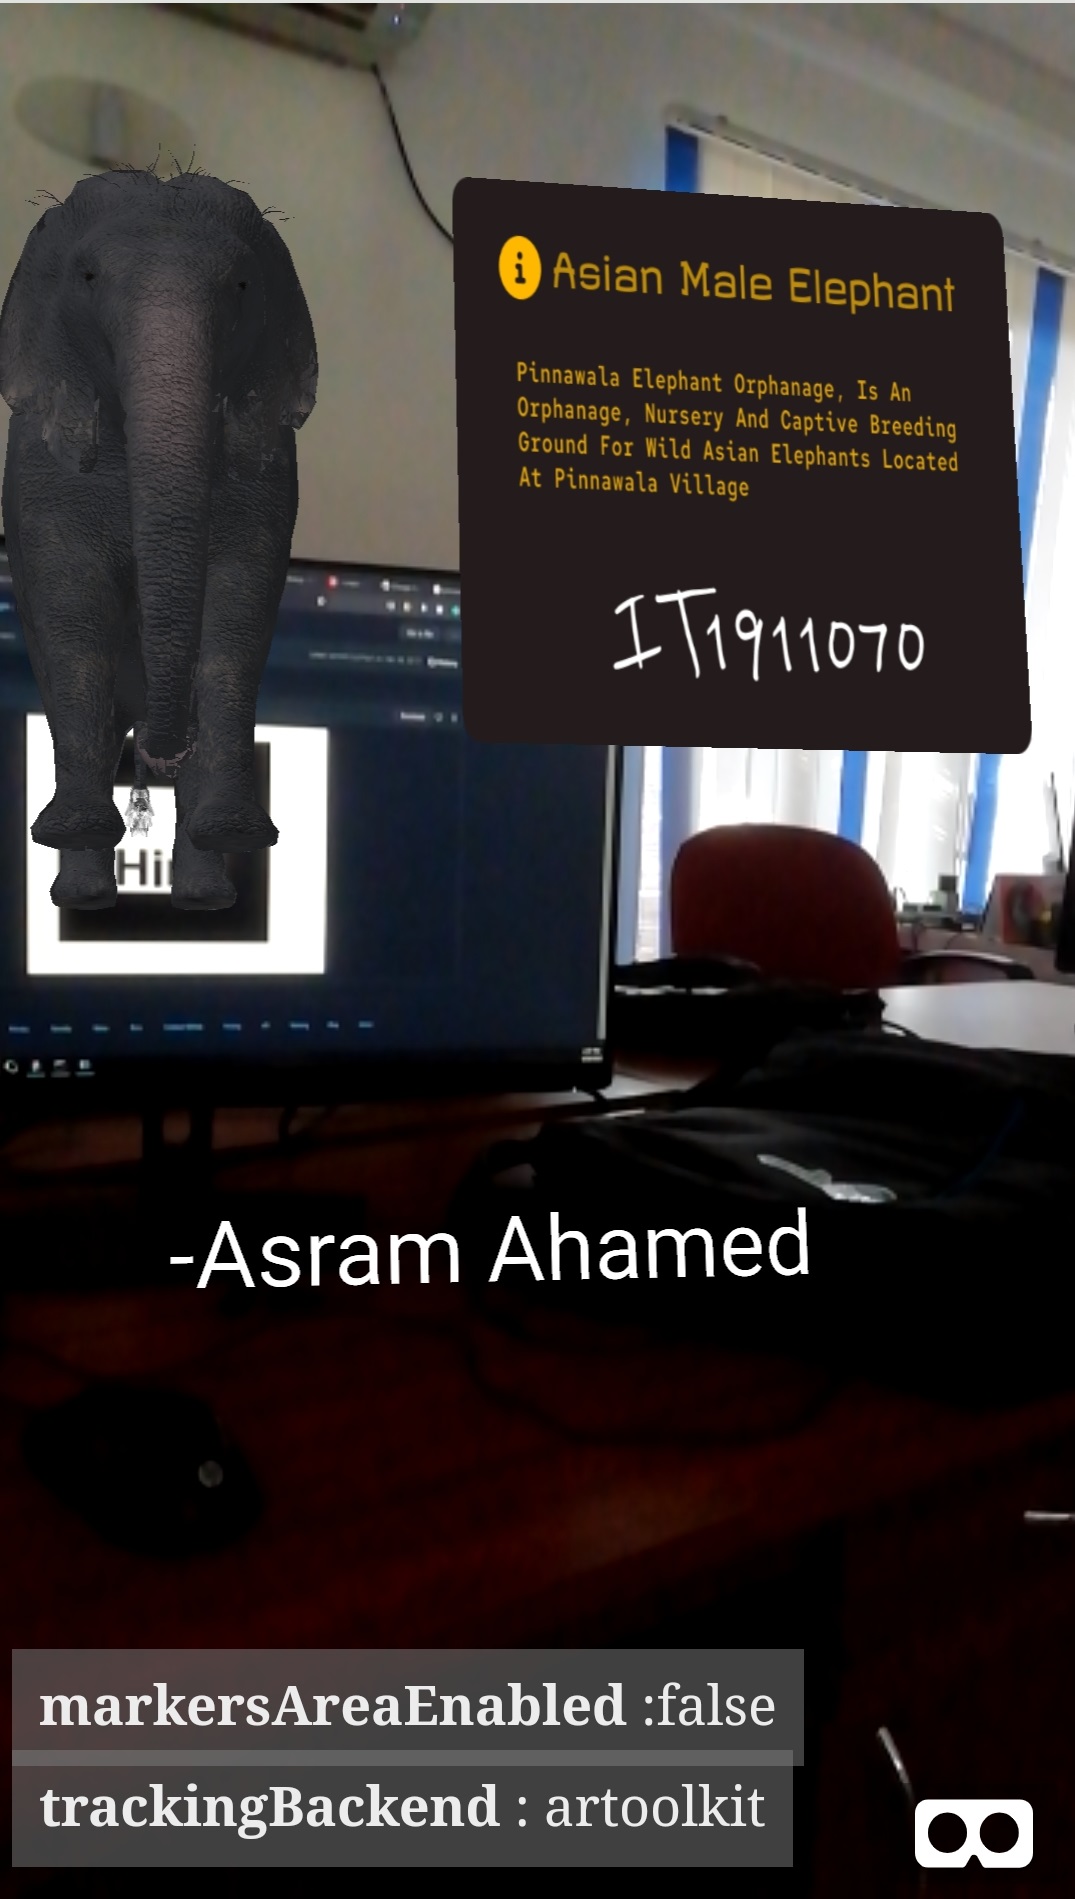 i Asian Male Elephant
Pinnawala Elephant Orphanage, Is An
Orphanage, Nursery And Captive Breeding
Ground For Wild Asian Elephants Located
At Pinnawala Village
IT1911070
Hi
-Asram Ahamed
markersAreaEnabled :false
trackingBackend : artoolkit